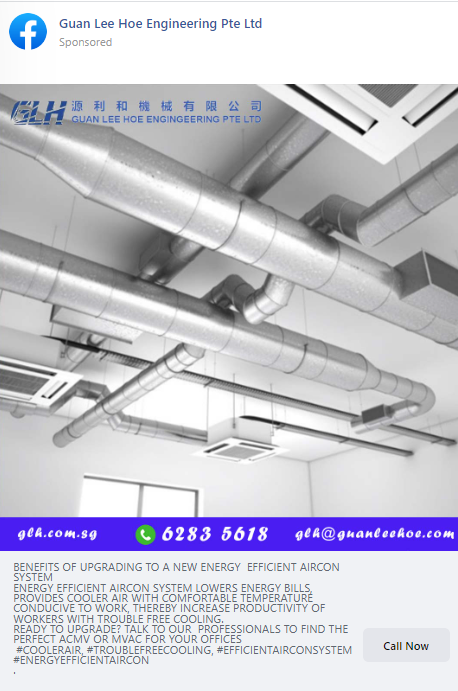 Guan Lee Hoe Engineering Pte Ltd
Sponsored
GLH 源利和機械有限公司
GUAN LEE HOE ENGINGEERING PTE LTD
glh.com.sg 6283 5618 glh@guanleehoe.com
BENEFITS OF UPGRADING TO A NEW ENERGY EFFICIENT AIRCON
SYSTEM
ENERGY EFFICIENT AIRCON SYSTEM LOWERS ENERGY BILLS,
PROVIDES COOLER AIR WITH COMFORTABLE TEMPERATURE
CONDUCIVE TO WORK, THEREBY INCREASE PRODUCTIVITY OF
WORKERS WITH TROUBLE FREE COOLING.
READY TO UPGRADE? TALK TO OUR PROFESSIONALS TO FIND THE
PERFECT ACMV OR MVAC FOR YOUR OFFICES
#COOLERAIR, #TROUBLEFREECOOLING, #EFFICIENTAIRCONSYSTEM
#ENERGYEFFICIENTAIRCON
.
Call Now